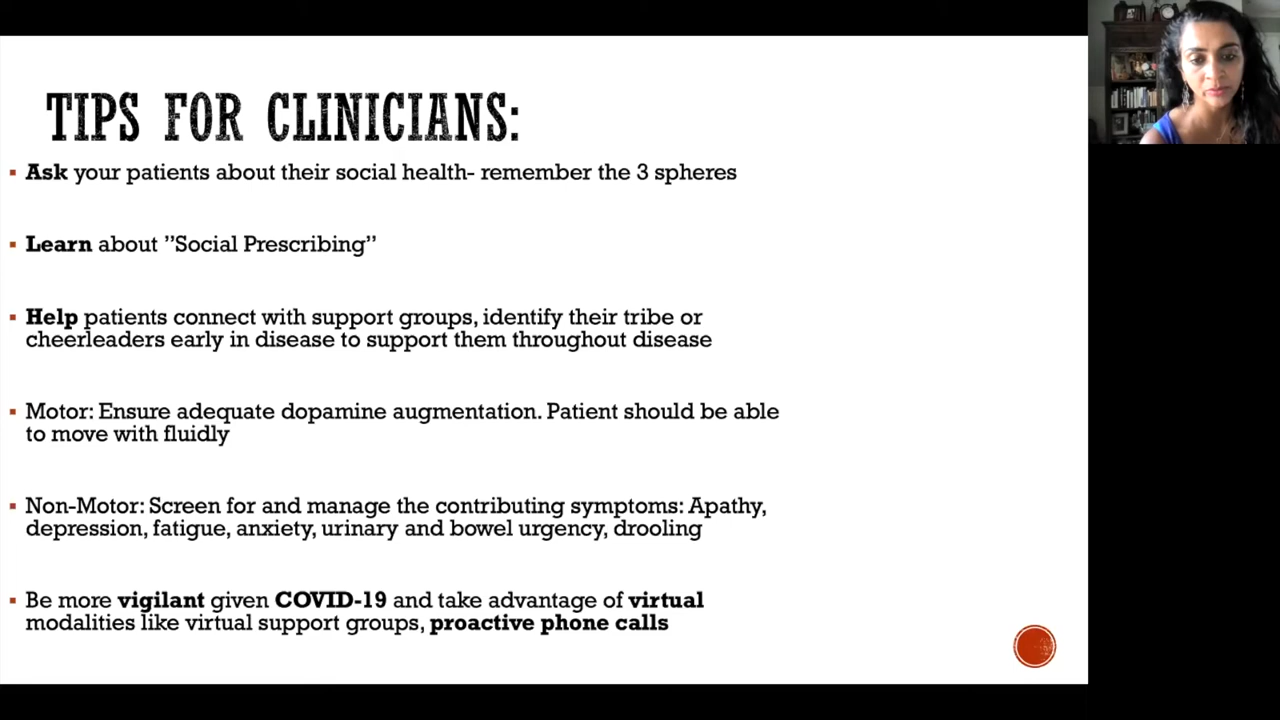 TIPS FOR CLINICIANS:
▪ Ask your patients about their social health- remember the 3 spheres
▪ Learn about ”Social Prescribing”
▪ Help patients connect with support groups, identify their tribe or
cheerleaders early in disease to support them throughout disease
▪ Motor: Ensure adequate dopamine augmentation. Patient should be able
to move with fluidly
▪ Non-Motor: Screen for and manage the contributing symptoms: Apathy,
depression, fatigue, anxiety, urinary and bowel urgency, drooling
▪ Be more vigilant given COVID-19 and take advantage of virtual
modalities like virtual support groups, proactive phone calls